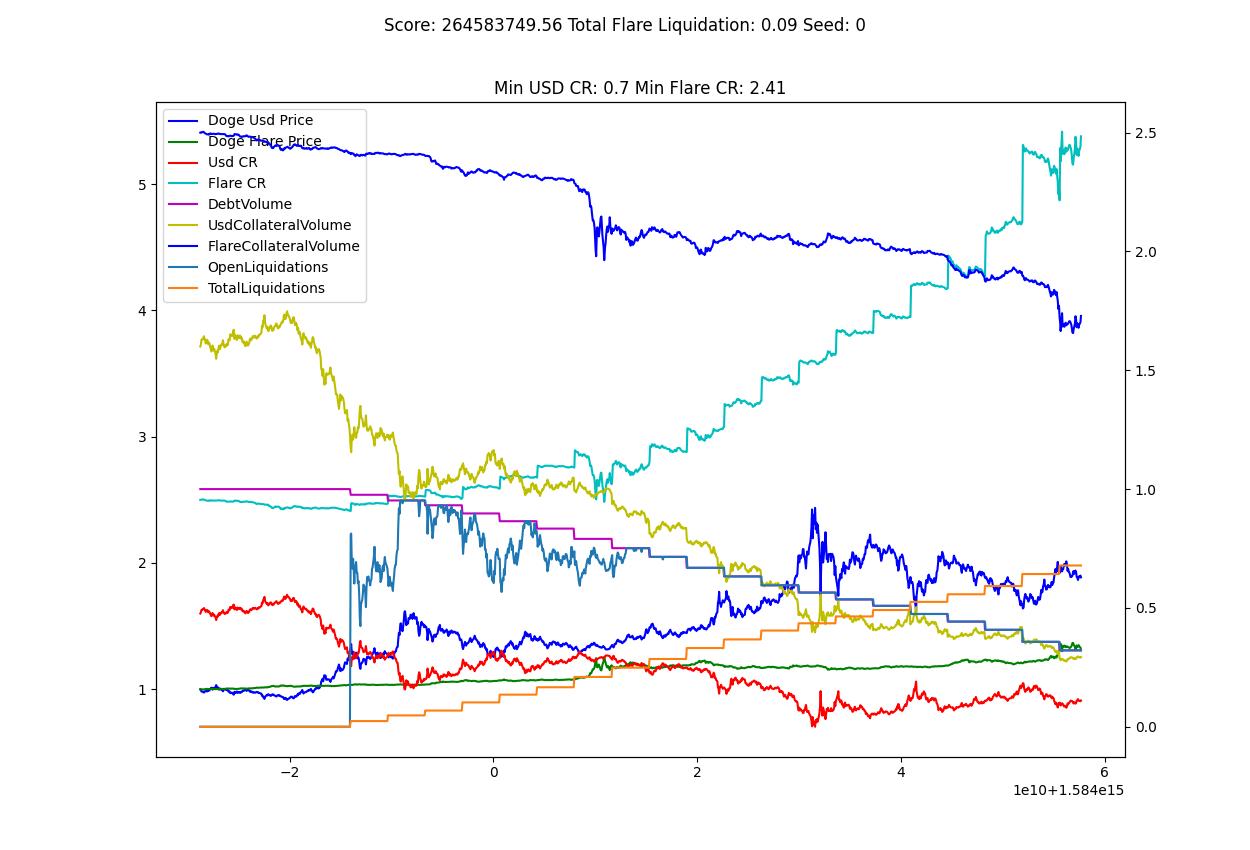 Score: 264583749.56 Total Flare Liquidation: 0.09 Seed: 0
Min USD CR: 0.7 Min Flare CR: 2.41
Doge Usd Price
Doge Flare Price
Usd CR
Flare CR
DebtVolume
UsdCollateralVolume
FlareCollateralVolume
OpenLiquidations
TotalLiquidations
5
4
3
2
1
2.5
2.0
1.5
1.0
0.5
0.0
−2
0
2
4
6
1e10+1.584e15